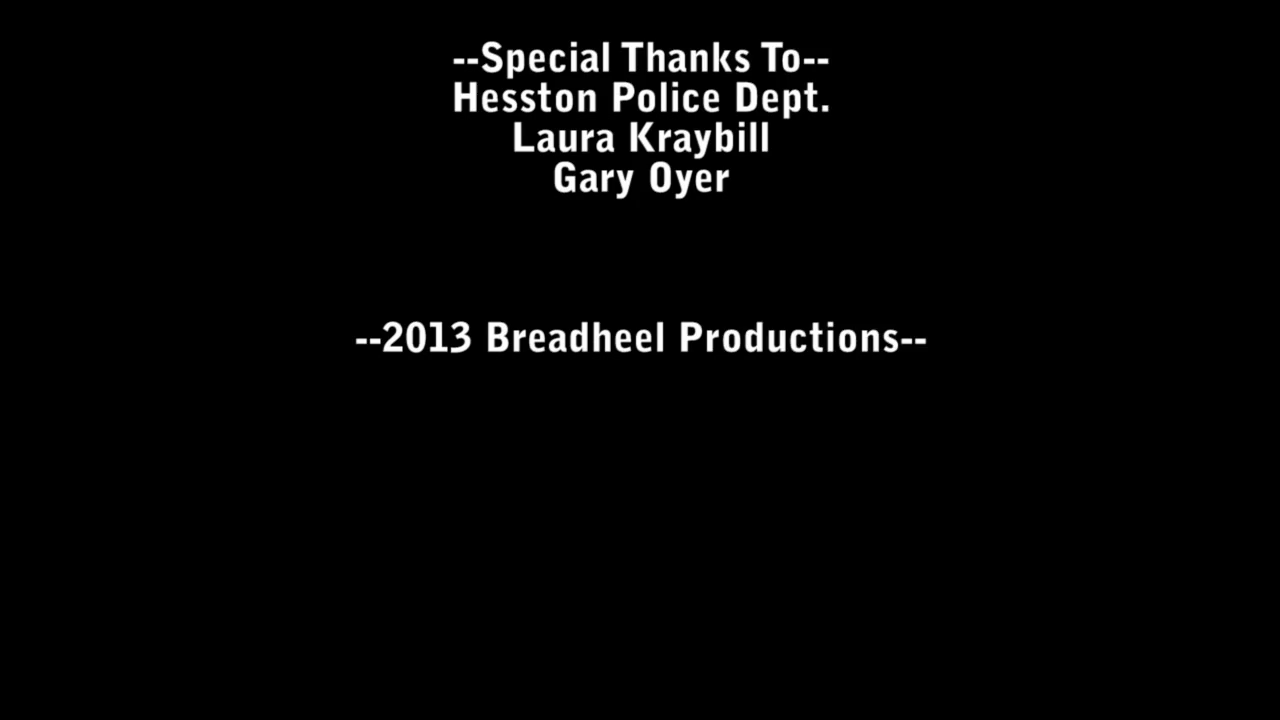 --Special Thanks To--
Hesston Police Dept.
Laura Kraybill
Gary Oyer
--2013 Breadheel Productions--